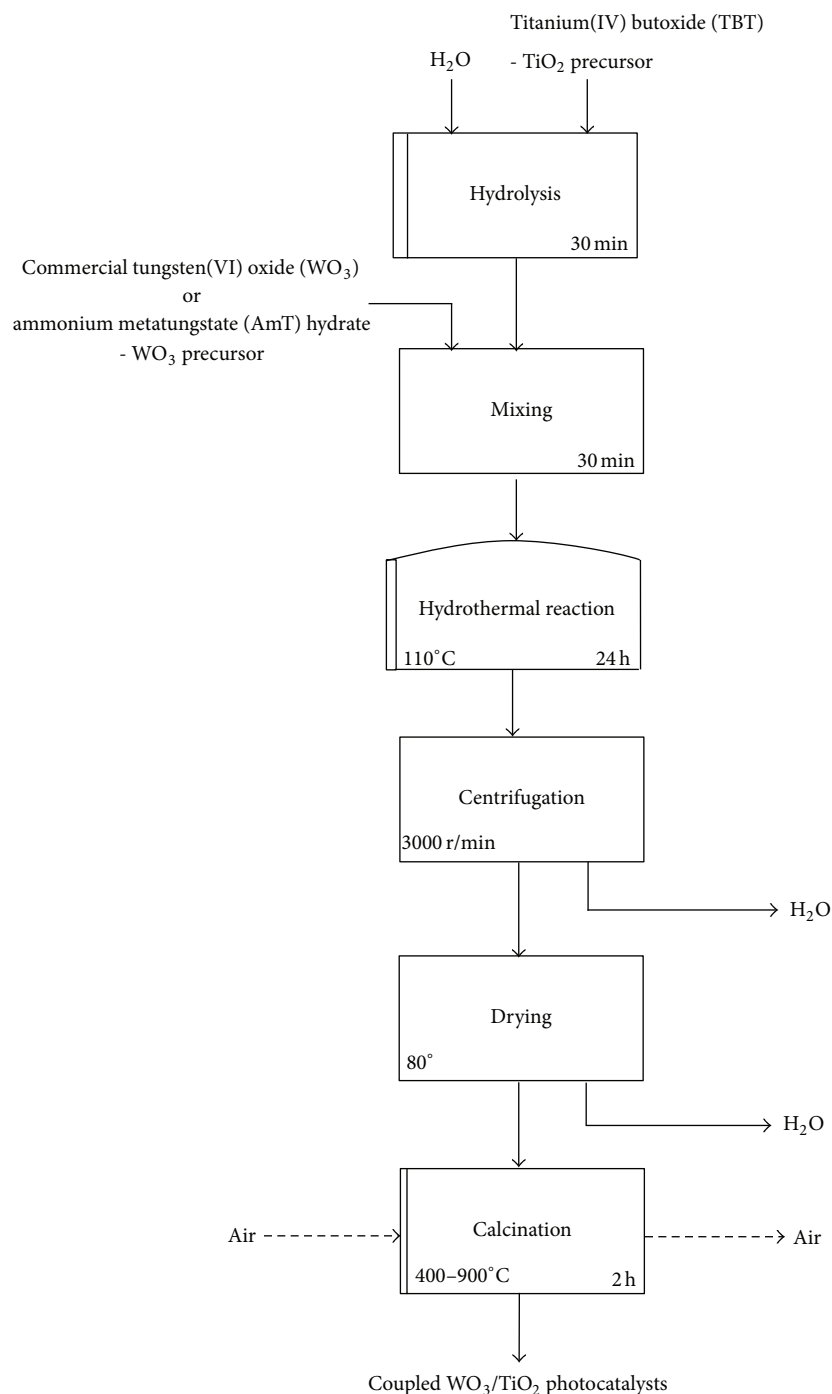 Titanium(IV) butoxide (TBT)
H₂O
- TiO₂ precursor
Hydrolysis
30 min
Commercial tungsten(VI) oxide (WO₃)
or
ammonium metatungstate (AmT) hydrate
- WO₃ precursor
Mixing
30 min
Hydrothermal reaction
110°C
24 h
Centrifugation
3000 r/min
H₂O
Drying
80°
H₂O
Air
Calcination
Air
400–900°C
2 h
Coupled WO₃/TiO₂ photocatalysts